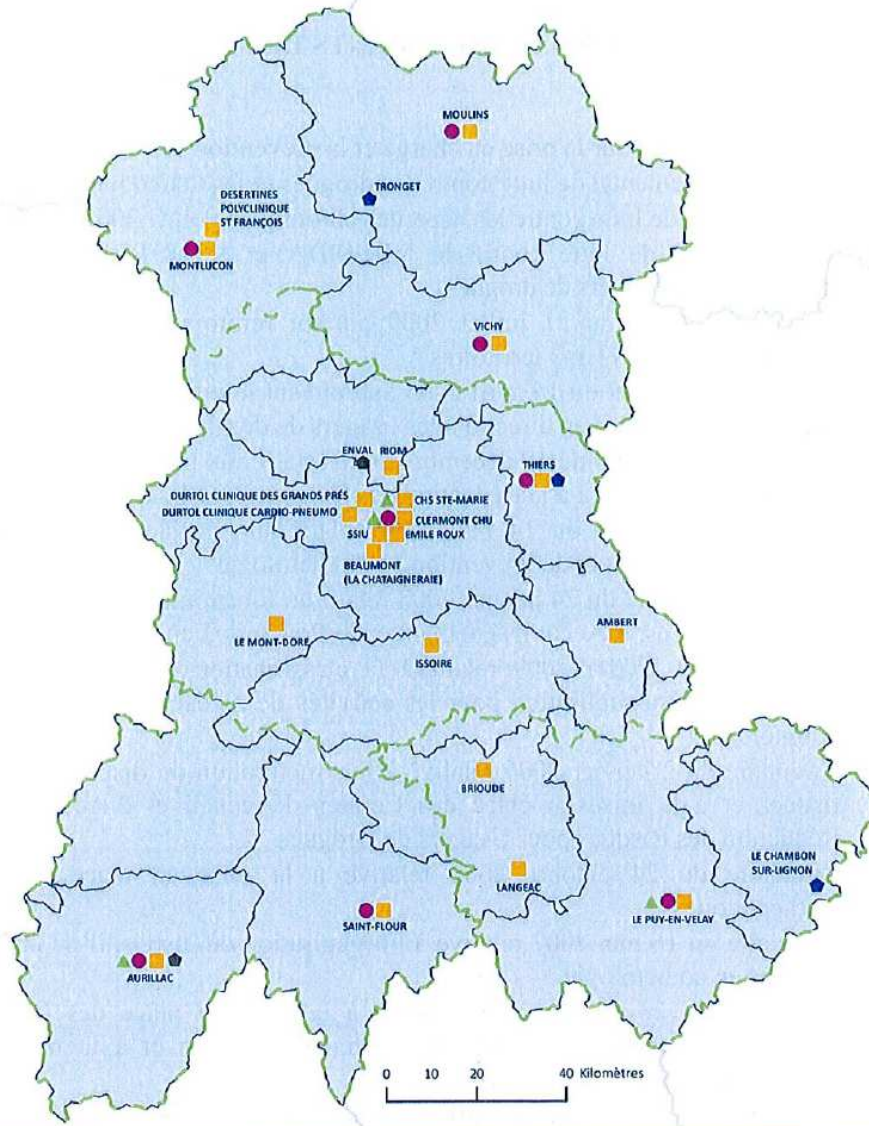 MOULINS
TRONGET
DESERTINES
POLYCLINIQUE
ST FRANÇOIS
MONTLUCON
VICHY
ENVAL
RIOM
THIERS
DURTOL CLINIQUE DES GRANDS PRÉS
CHS STE-MARIE
DURTOL CLINIQUE CARDIO-PNEUMO
CLERMONT CHU
SSIU
EMILE ROUX
BEAUMONT
(LA CHATAIGNERAIE)
LE MONT-DORE
ISSOIRE
AMBERT
BRIOUDE
LANGEAC
LE CHAMBON
SUR-LIGNON
SAINT-FLOUR
LE PUY-EN-VELAY
AURILLAC
0 10 20 40 Kilomètres